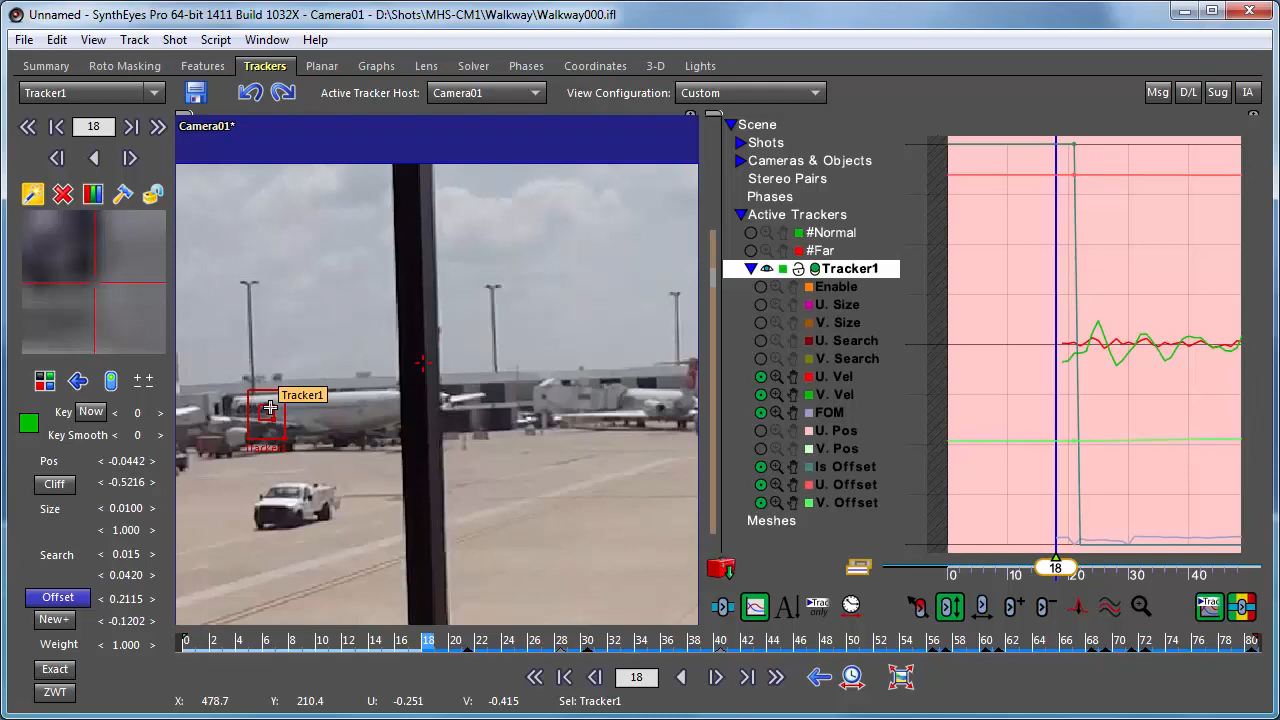 Unnamed - SynthEyes Pro 64-bit 1411 Build 1032X - Camera01 - D:\Shots\MHS-CM1\Walkway\Walkway000.ifl
File Edit View Track Shot Script Window Help
Summary Roto Masking Features Trackers Planar Graphs Lens Solver Phases Coordinates 3-D Lights
Tracker1 Active Tracker Host: Camera01 View Configuration: Custom Msg D/L Sug IA
18
Camera01*
Key Now < 0 >
Key Smooth < 0 >
Pos < -0.0442 >
Cliff < -0.5216 >
Size < 0.0100 >
< 1.000 >
Search < 0.015 >
< 0.0420 >
Offset < 0.2115 >
New+ < -0.1202 >
Weight < 1.000 >
Exact
ZWT
Tracker1
Scene
Shots
Cameras & Objects
Stereo Pairs
Phases
Active Trackers
#Normal
#Far
Tracker1
Enable
U. Size
V. Size
U. Search
V. Search
U. Vel
V. Vel
FOM
U. Pos
V. Pos
Is Offset
U. Offset
V. Offset
Meshes
0 10 20 30 40
18
A Trac only Trac
0 2 4 6 8 10 12 14 16 18 20 22 24 26 28 30 32 34 36 38 40 42 44 46 48 50 52 54 56 58 60 62 64 66 68 70 72 74 76 78 80
18
X: 478.7 Y: 210.4 U: -0.251 V: -0.415 Sel: Tracker1